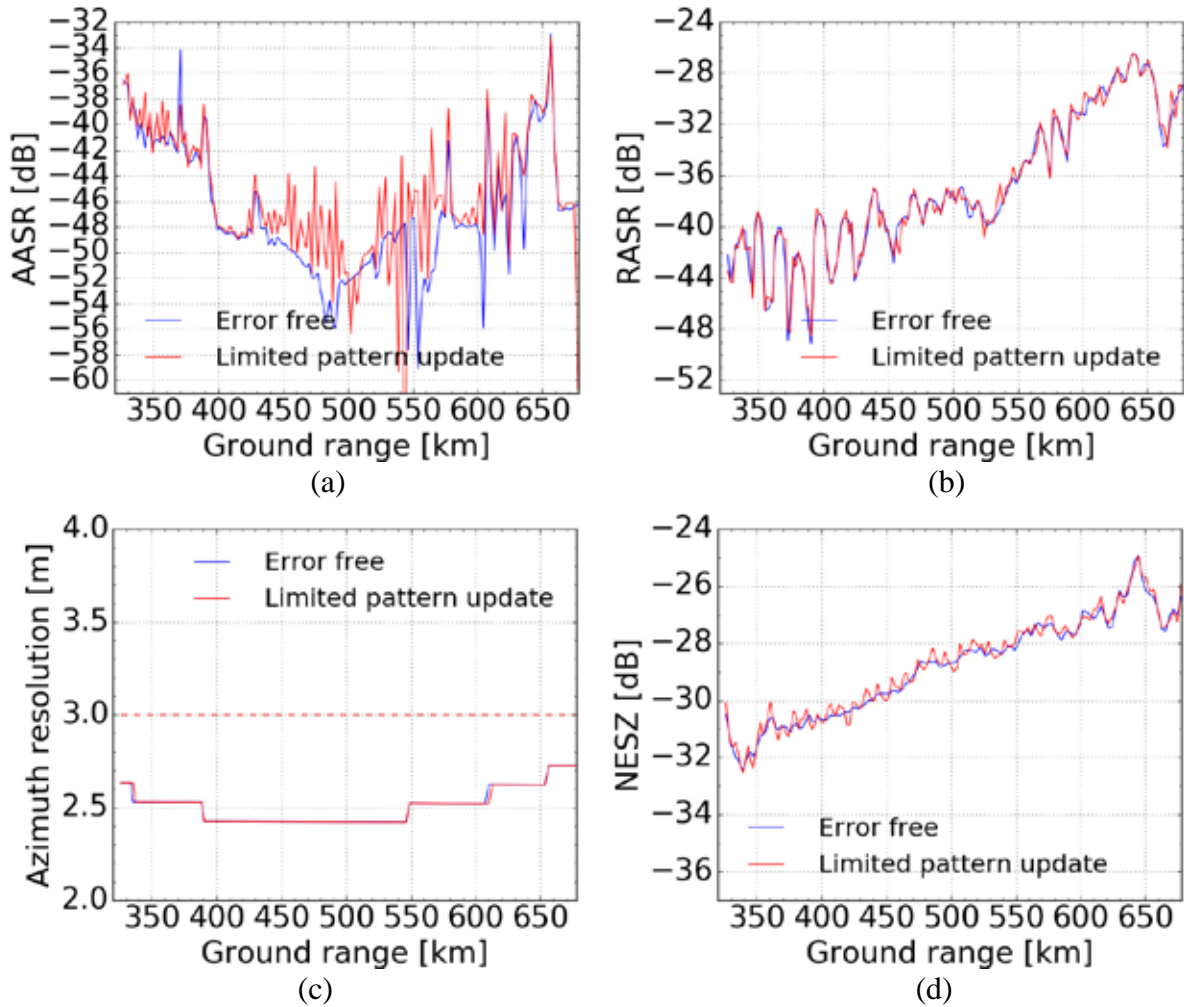 −32
−34
−36
−38
−40
−42
−44
−46
−48
−50
−52
−54
−56
−58
−60
AASR [dB]
Error free
Limited pattern update
350 400 450 500 550 600 650
Ground range [km]
(a)
−24
−28
−32
−36
−40
−44
−48
−52
RASR [dB]
Error free
Limited pattern update
350 400 450 500 550 600 650
Ground range [km]
(b)
4.0
3.5
3.0
2.5
2.0
Azimuth resolution [m]
Error free
Limited pattern update
350 400 450 500 550 600 650
Ground range [km]
(c)
−24
−26
−28
−30
−32
−34
−36
NESZ [dB]
Error free
Limited pattern update
350 400 450 500 550 600 650
Ground range [km]
(d)